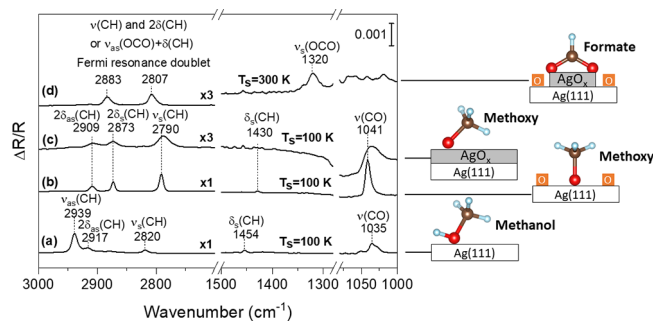 ν(CH) and 2δ(CH)
or νas(OCO)+δ(CH)
Fermi resonance doublet
2883 2807
νs(OCO)
1320
0.001
(d) x3 TS=300 K
Formate
AgOx
O O
Ag(111)
2δas(CH) 2δs(CH) νs(CH)
2909 2873 2790
δs(CH)
1430
ν(CO)
1041
(c) x3 TS=100 K
Methoxy
AgOx
Ag(111)
(b) x1 TS=100 K
Methoxy
O O
Ag(111)
νas(CH)
2939
2δas(CH)
2917
νs(CH)
2820
δs(CH)
1454
ν(CO)
1035
(a) x1 TS=100 K
Methanol
Ag(111)
ΔR/R
3000 2900 2800 2700 1500 1400 1300 1050 1000
Wavenumber (cm-1)